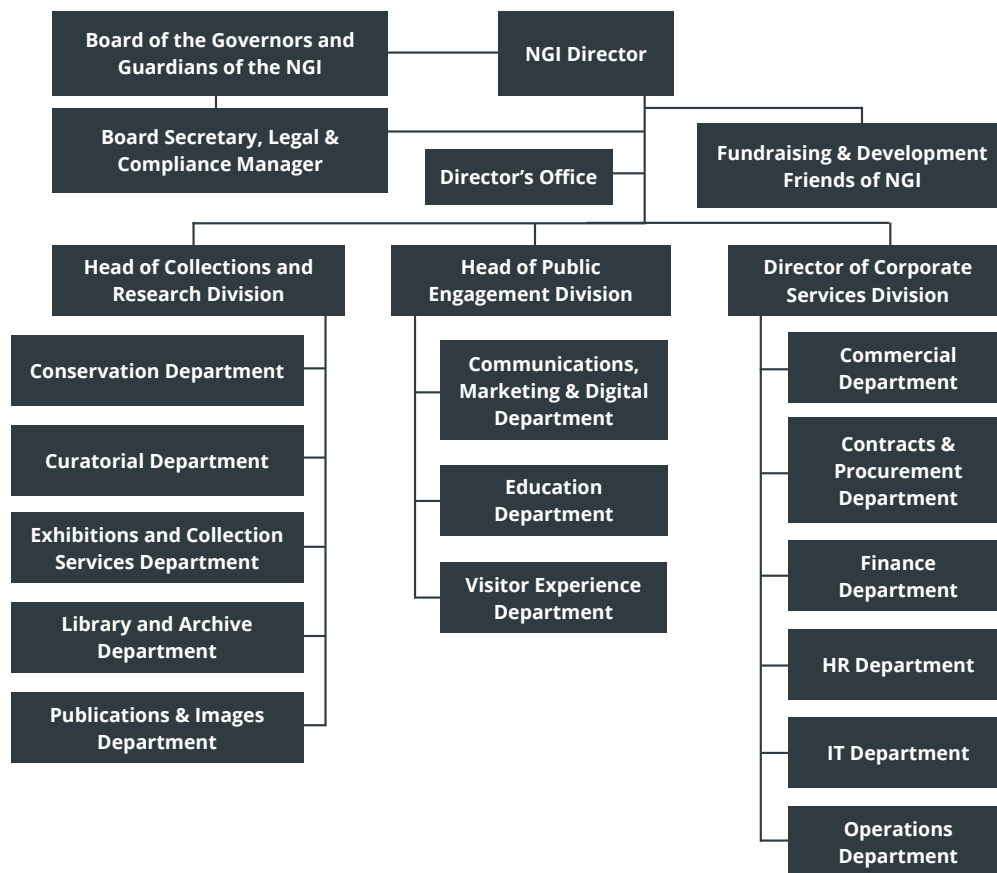 Board of the Governors and
Guardians of the NGI
NGI Director
Board Secretary, Legal &
Compliance Manager
Director’s Office
Fundraising & Development
Friends of NGI
Head of Collections and
Research Division
Head of Public
Engagement Division
Director of Corporate
Services Division
Conservation Department
Curatorial Department
Exhibitions and Collection
Services Department
Library and Archive
Department
Publications & Images
Department
Communications,
Marketing & Digital
Department
Education
Department
Visitor Experience
Department
Commercial
Department
Contracts &
Procurement
Department
Finance
Department
HR Department
IT Department
Operations
Department